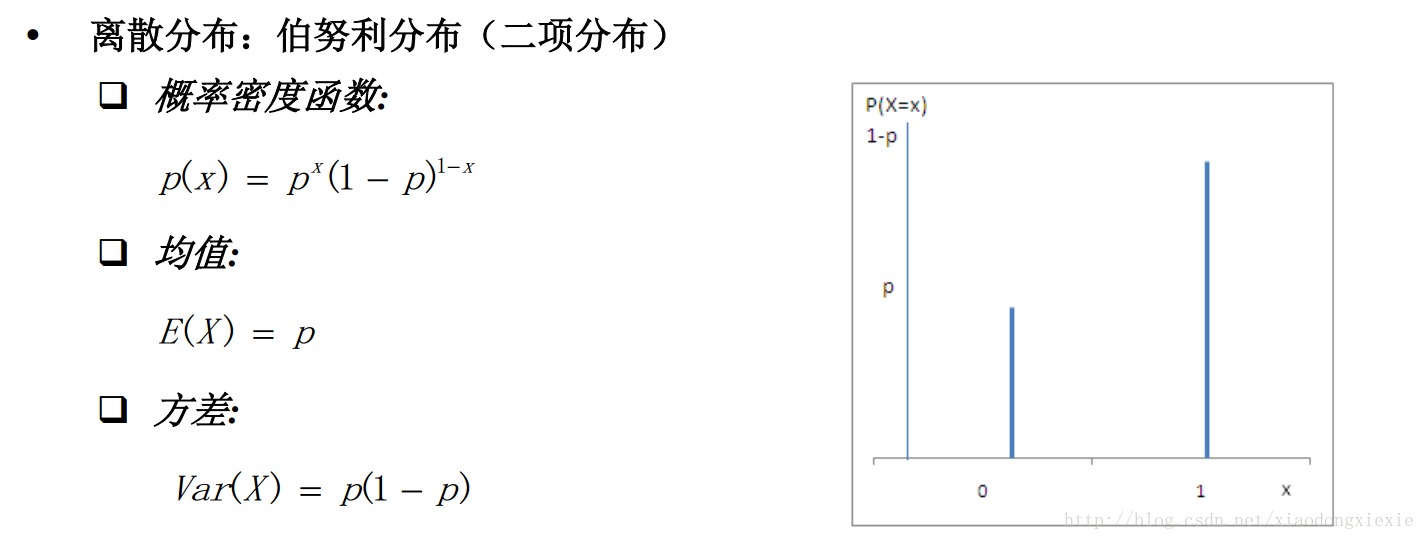 • 离散分布：伯努利分布（二项分布）
❑ 概率密度函数:
p(x) = pˣ(1 − p)¹⁻ˣ
❑ 均值:
E(X) = p
❑ 方差:
Var(X) = p(1 − p)
P(X=x)
1-p
p
0 1 x
http://blog.csdn.net/xiaodongxiexie